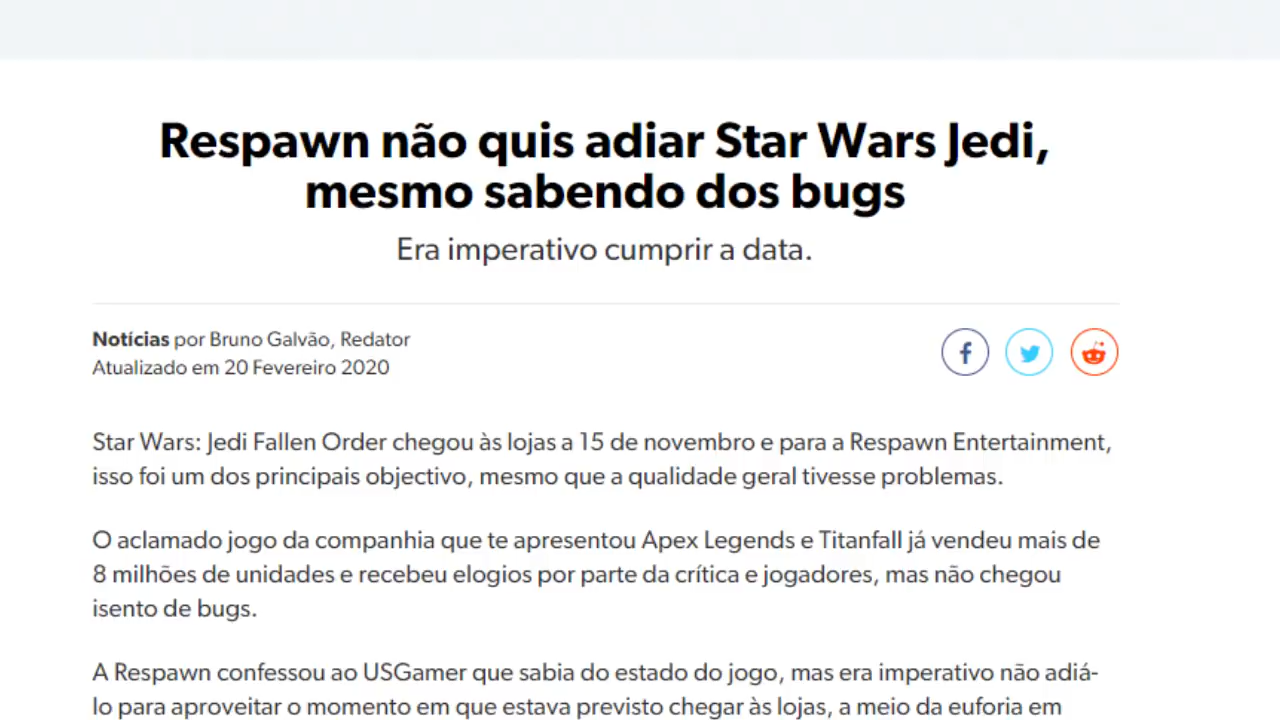 Respawn não quis adiar Star Wars Jedi,
mesmo sabendo dos bugs
Era imperativo cumprir a data.
Notícias por Bruno Galvão, Redator
Atualizado em 20 Fevereiro 2020
Star Wars: Jedi Fallen Order chegou às lojas a 15 de novembro e para a Respawn Entertainment,
isso foi um dos principais objectivo, mesmo que a qualidade geral tivesse problemas.
O aclamado jogo da companhia que te apresentou Apex Legends e Titanfall já vendeu mais de
8 milhões de unidades e recebeu elogios por parte da crítica e jogadores, mas não chegou
isento de bugs.
A Respawn confessou ao USGamer que sabia do estado do jogo, mas era imperativo não adiá-
lo para aproveitar o momento em que estava previsto chegar às lojas, a meio da euforia em